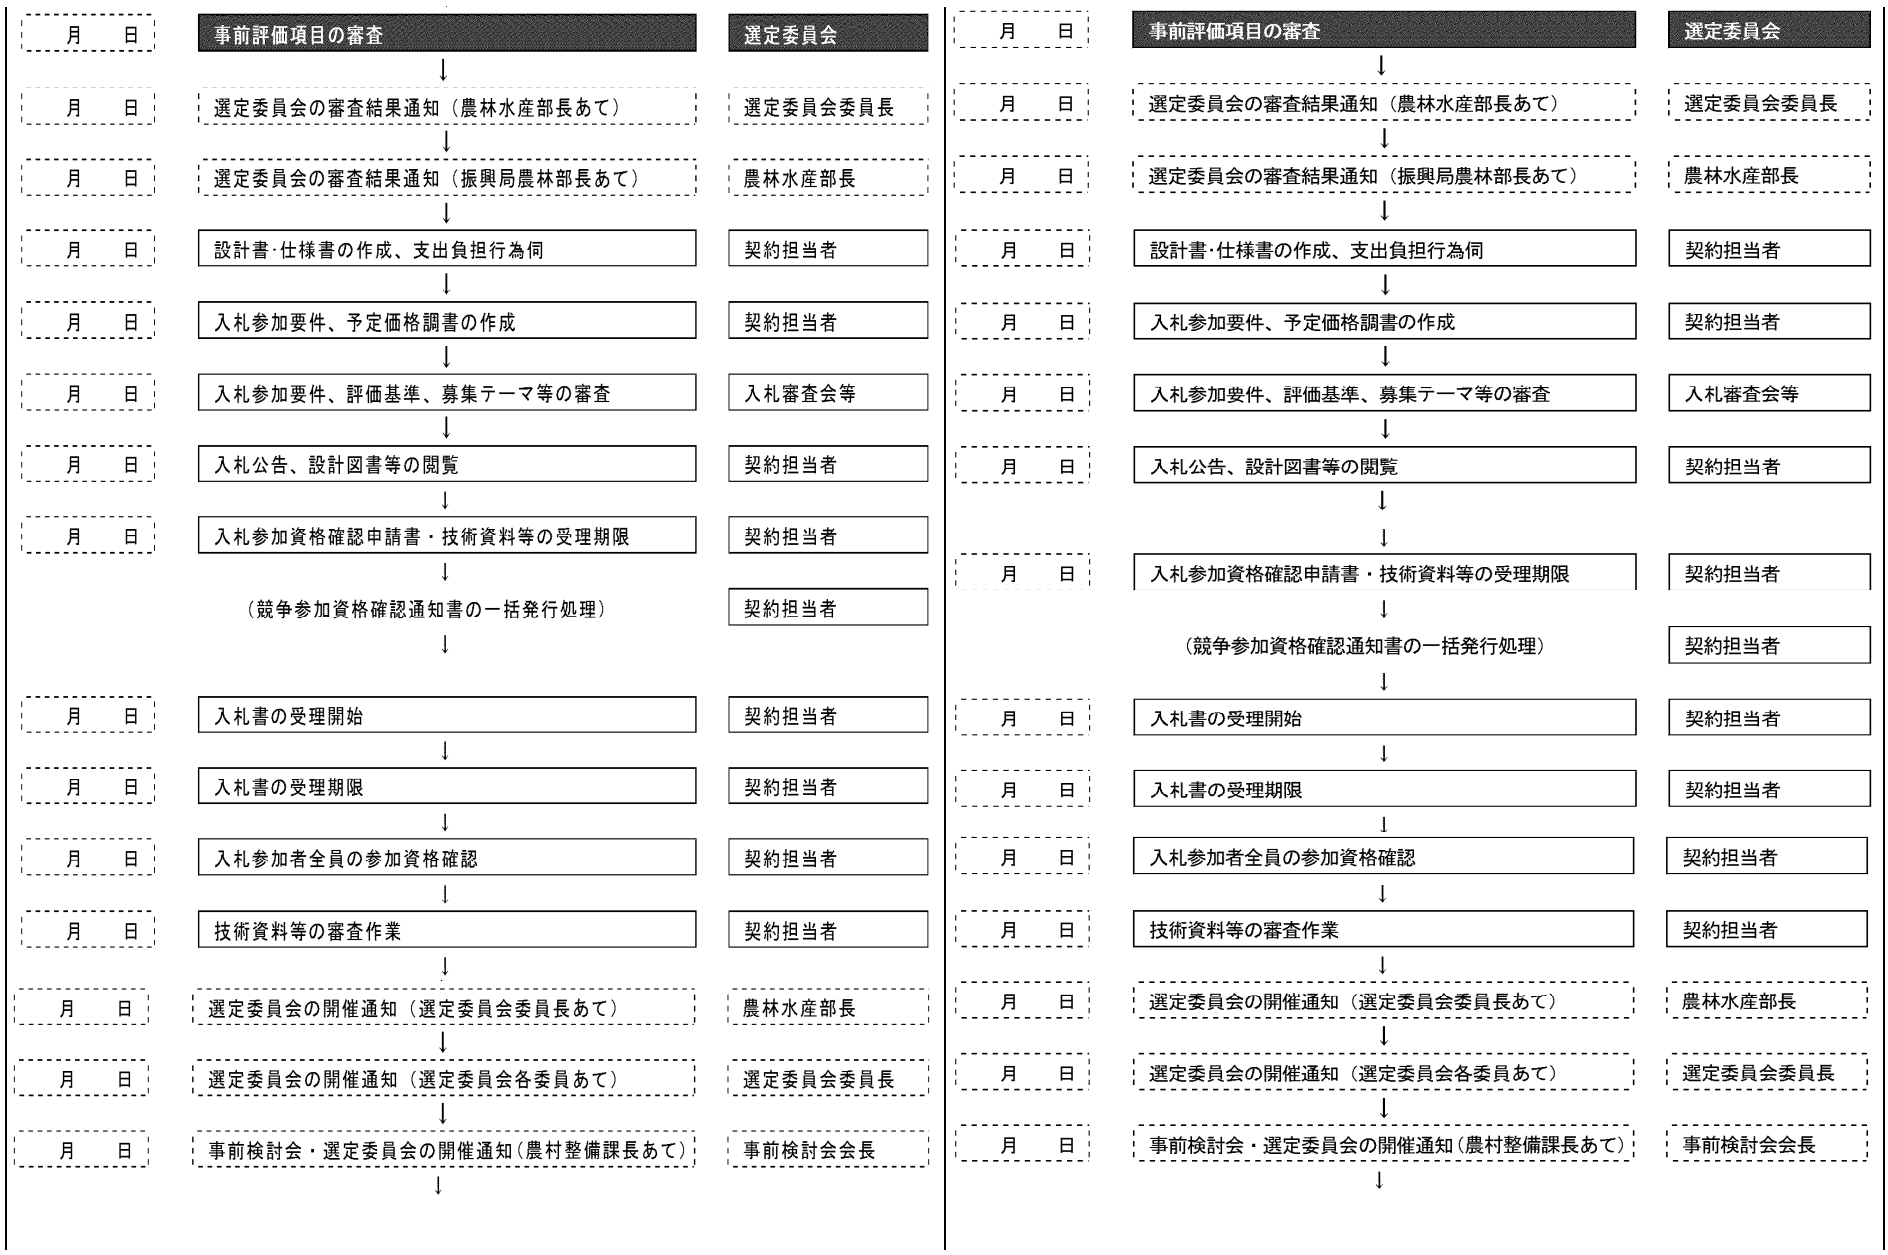 月 日 事前評価項目の審査 選定委員会
↓
月 日 選定委員会の審査結果通知（農林水産部長あて） 選定委員会委員長
↓
月 日 選定委員会の審査結果通知（振興局農林部長あて） 農林水産部長
↓
月 日 設計書･仕様書の作成、支出負担行為伺 契約担当者
↓
月 日 入札参加要件、予定価格調書の作成 契約担当者
↓
月 日 入札参加要件、評価基準、募集テーマ等の審査 入札審査会等
↓
月 日 入札公告、設計図書等の閲覧 契約担当者
↓
月 日 入札参加資格確認申請書・技術資料等の受理期限 契約担当者
↓
（競争参加資格確認通知書の一括発行処理） 契約担当者
↓
月 日 入札書の受理開始 契約担当者
↓
月 日 入札書の受理期限 契約担当者
↓
月 日 入札参加者全員の参加資格確認 契約担当者
↓
月 日 技術資料等の審査作業 契約担当者
↓
月 日 選定委員会の開催通知（選定委員会委員長あて） 農林水産部長
↓
月 日 選定委員会の開催通知（選定委員会各委員あて） 選定委員会委員長
↓
月 日 事前検討会・選定委員会の開催通知（農村整備課長あて） 事前検討会会長
↓
月 日 事前評価項目の審査 選定委員会
↓
月 日 選定委員会の審査結果通知（農林水産部長あて） 選定委員会委員長
↓
月 日 選定委員会の審査結果通知（振興局農林部長あて） 農林水産部長
↓
月 日 設計書･仕様書の作成、支出負担行為伺 契約担当者
↓
月 日 入札参加要件、予定価格調書の作成 契約担当者
↓
月 日 入札参加要件、評価基準、募集テーマ等の審査 入札審査会等
↓
月 日 入札公告、設計図書等の閲覧 契約担当者
↓
↓
月 日 入札参加資格確認申請書・技術資料等の受理期限 契約担当者
↓
（競争参加資格確認通知書の一括発行処理） 契約担当者
↓
月 日 入札書の受理開始 契約担当者
↓
月 日 入札書の受理期限 契約担当者
↓
月 日 入札参加者全員の参加資格確認 契約担当者
↓
月 日 技術資料等の審査作業 契約担当者
↓
月 日 選定委員会の開催通知（選定委員会委員長あて） 農林水産部長
↓
月 日 選定委員会の開催通知（選定委員会各委員あて） 選定委員会委員長
↓
月 日 事前検討会・選定委員会の開催通知（農村整備課長あて） 事前検討会会長
↓